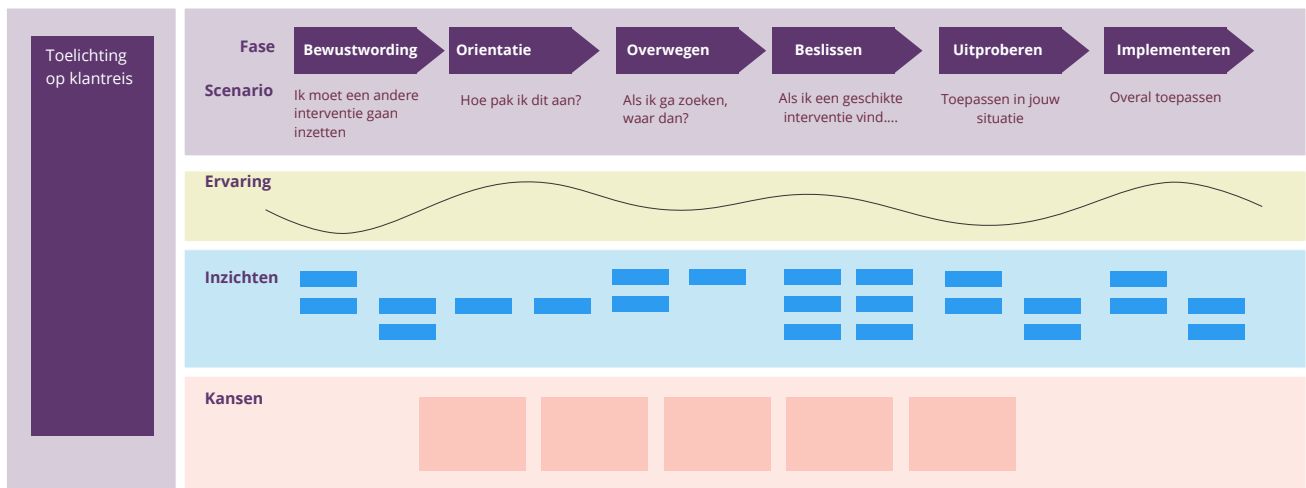 Toelichting
op klantreis
Fase
Bewustwording
Orientatie
Overwegen
Beslissen
Uitproberen
Implementeren
Scenario
Ik moet een andere
interventie gaan
inzetten
Hoe pak ik dit aan?
Als ik ga zoeken,
waar dan?
Als ik een geschikte
interventie vind....
Toepassen in jouw
situatie
Overal toepassen
Ervaring
Inzichten
Kansen